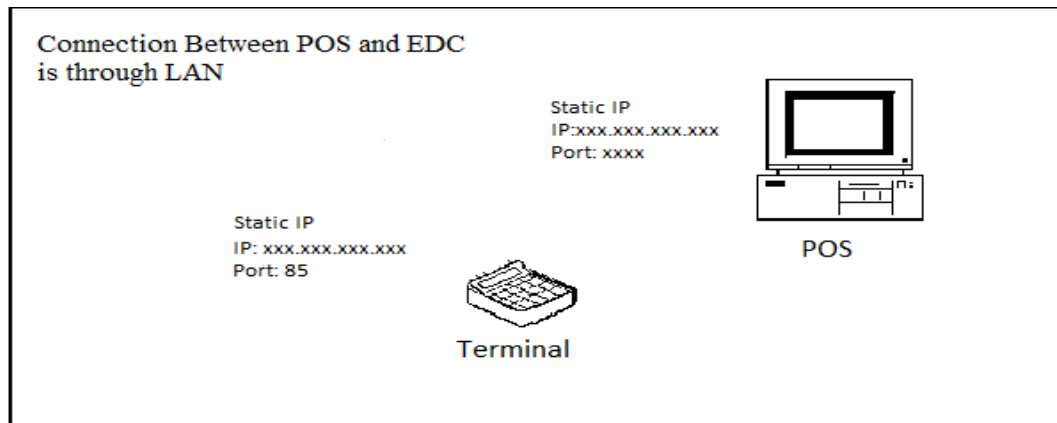 Connection Between POS and EDC
is through LAN
Static IP
IP:xxx.xxx.xxx.xxx
Port: xxxx
POS
Static IP
IP: xxx.xxx.xxx.xxx
Port: 85
Terminal